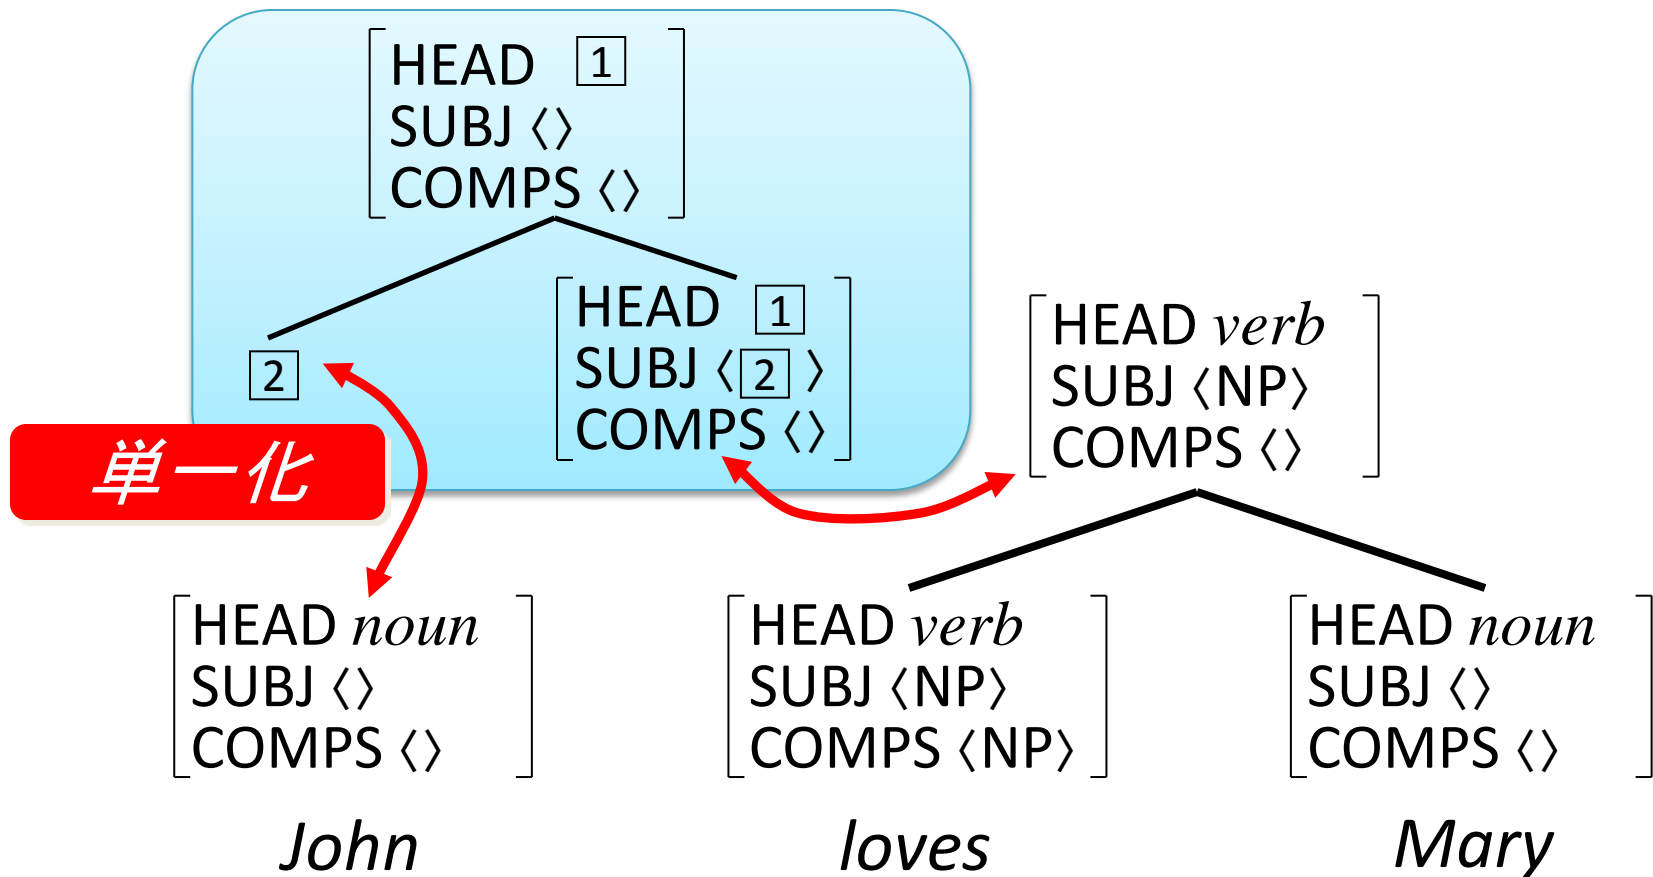 HEAD 1
SUBJ 〈〉
COMPS 〈〉
2
HEAD 1
SUBJ 〈2〉
COMPS 〈〉
HEAD verb
SUBJ 〈NP〉
COMPS 〈〉
単一化
HEAD noun
SUBJ 〈〉
COMPS 〈〉
HEAD verb
SUBJ 〈NP〉
COMPS 〈NP〉
HEAD noun
SUBJ 〈〉
COMPS 〈〉
John
loves
Mary